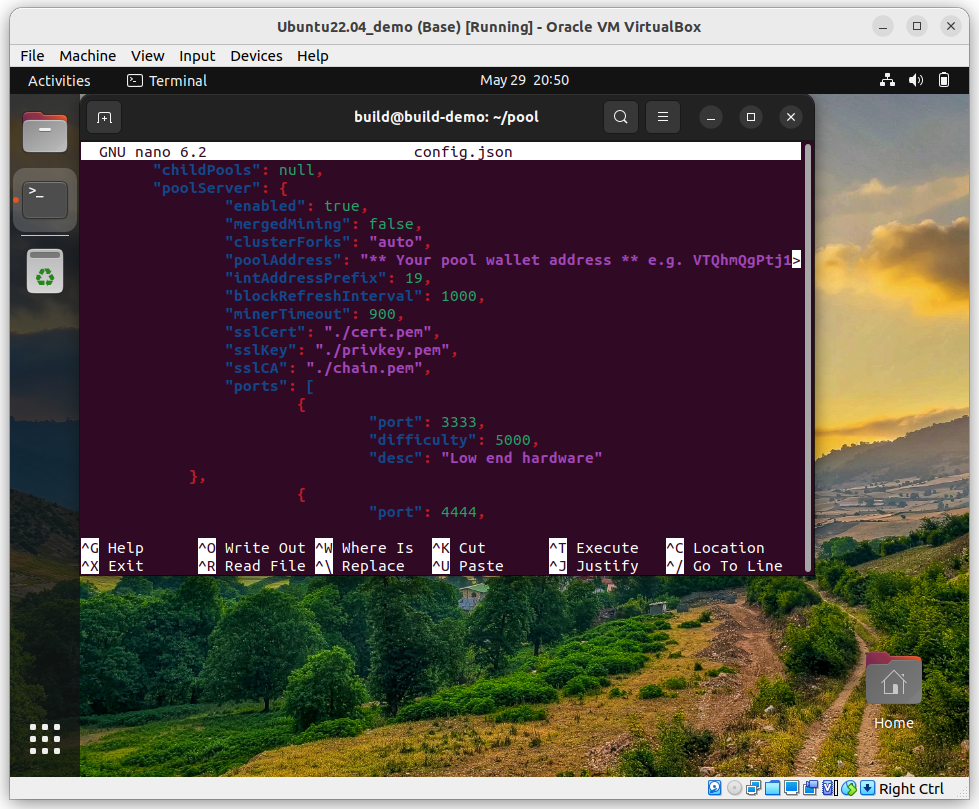 Ubuntu22.04_demo (Base) [Running] - Oracle VM VirtualBox
File Machine View Input Devices Help
Activities Terminal May 29 20:50
build@build-demo: ~/pool
GNU nano 6.2 config.json
"childPools": null,
"poolServer": {
"enabled": true,
"mergedMining": false,
"clusterForks": "auto",
"poolAddress": "** Your pool wallet address ** e.g. VTQhmQgPtj1>
"intAddressPrefix": 19,
"blockRefreshInterval": 1000,
"minerTimeout": 900,
"sslCert": "./cert.pem",
"sslKey": "./privkey.pem",
"sslCA": "./chain.pem",
"ports": [
{
"port": 3333,
"difficulty": 5000,
"desc": "Low end hardware"
},
{
"port": 4444,
^G Help ^O Write Out ^W Where Is ^K Cut ^T Execute ^C Location
^X Exit ^R Read File ^\ Replace ^U Paste ^J Justify ^/ Go To Line
Home
Right Ctrl